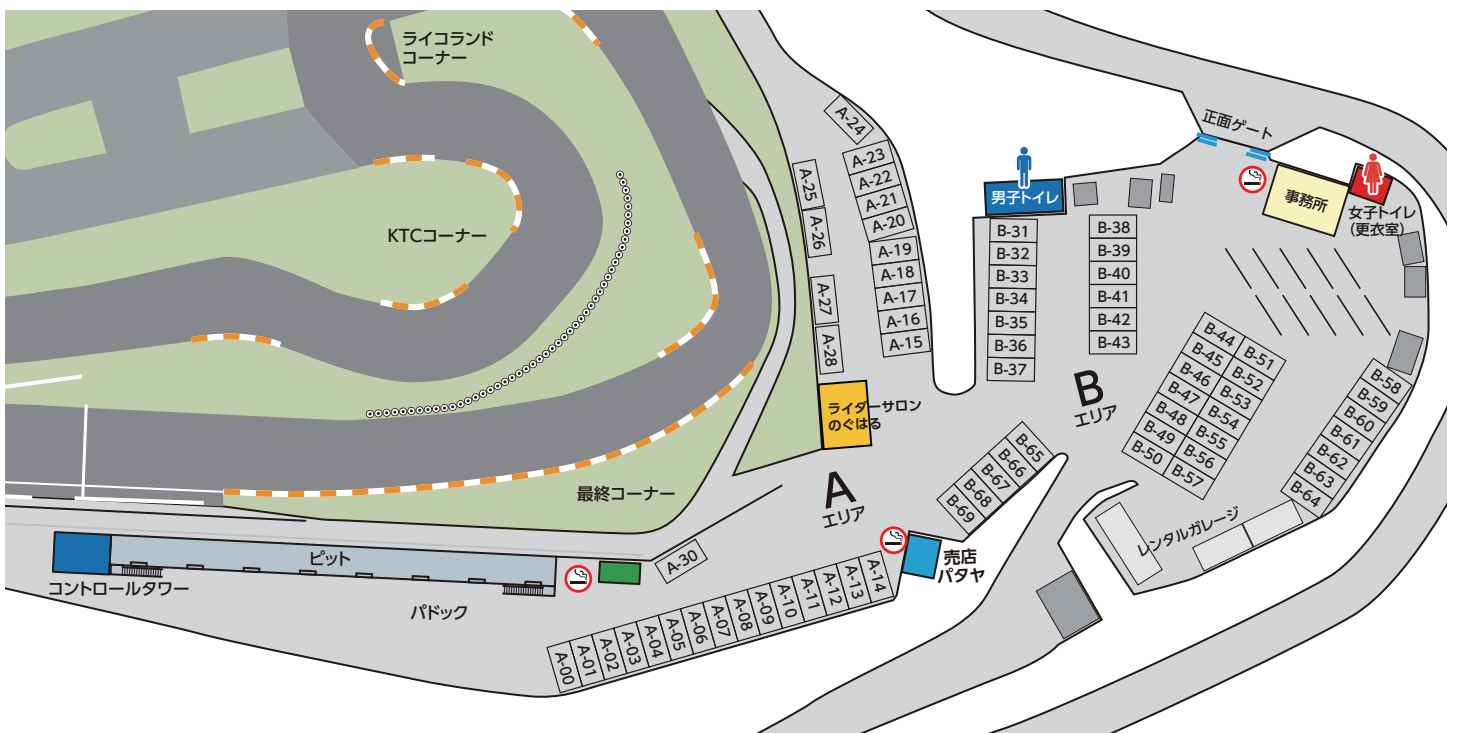 ライコランド
コーナー
KTCコーナー
最終コーナー
ピット
コントロールタワー
パドック
A-24
A-23
A-22
A-21
A-20
A-19
A-18
A-17
A-16
A-15
A-25
A-26
A-27
A-28
ライダーサロン
のぐはる
A
エリア
A-30
A-00
A-01
A-02
A-03
A-04
A-05
A-06
A-07
A-08
A-09
A-10
A-11
A-12
A-13
A-14
売店
パタヤ
正面ゲート
男子トイレ
事務所
女子トイレ
(更衣室)
B-31
B-32
B-33
B-34
B-35
B-36
B-37
B-38
B-39
B-40
B-41
B-42
B-43
B
エリア
B-44
B-45
B-46
B-47
B-48
B-49
B-50
B-51
B-52
B-53
B-54
B-55
B-56
B-57
B-58
B-59
B-60
B-61
B-62
B-63
B-64
B-65
B-66
B-67
B-68
B-69
レンタルガレージ